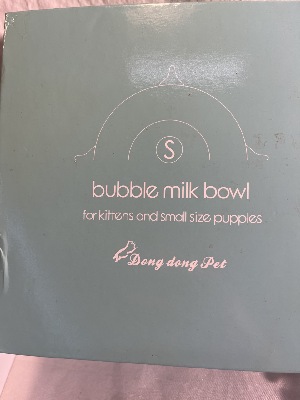 S
bubble milk bowl
for kittens and small size puppies
Dong dong Pet